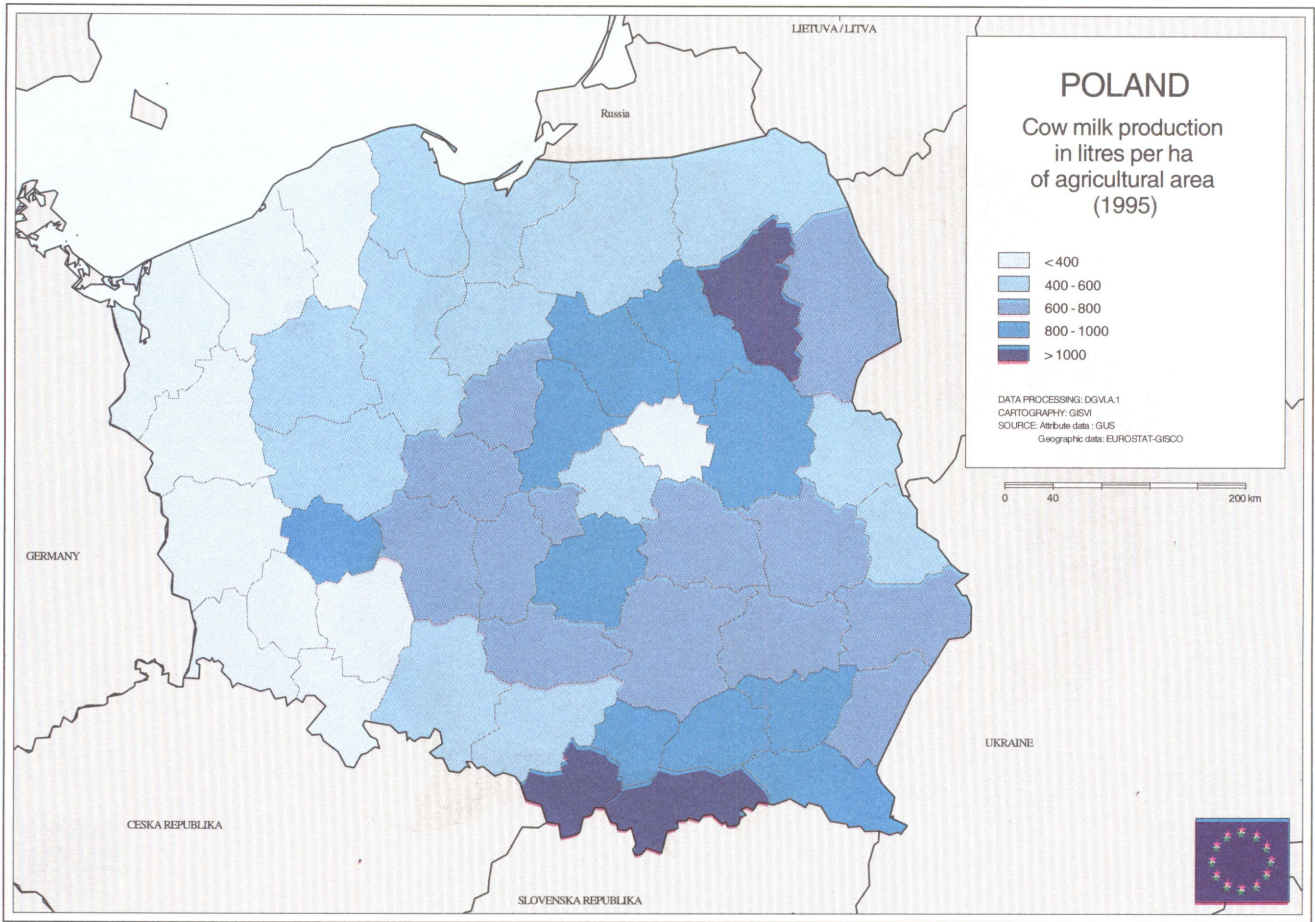 LIETUVA / LITVA
Russia
POLAND
Cow milk production
in litres per ha
of agricultural area
(1995)
< 400
400 - 600
600 - 800
800 - 1000
> 1000
DATA PROCESSING: DGVI.A.1
CARTOGRAPHY: GISVI
SOURCE: Attribute data : GUS
Geographic data: EUROSTAT-GISCO
0 40 200 km
GERMANY
UKRAINE
CESKA REPUBLIKA
SLOVENSKA REPUBLIKA